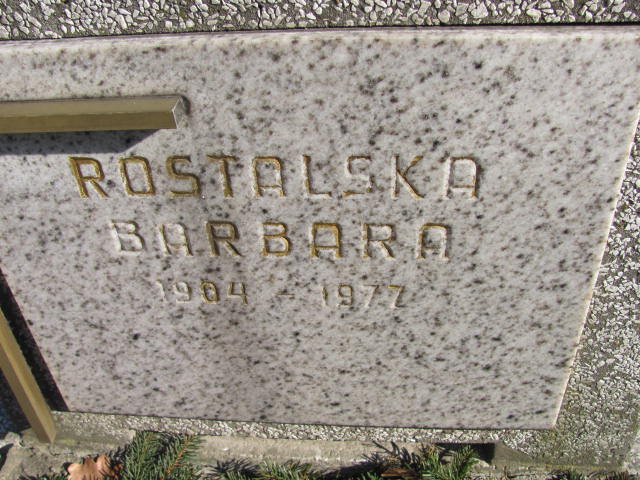 ROSTALSKA
BARBARA
1904 - 1977